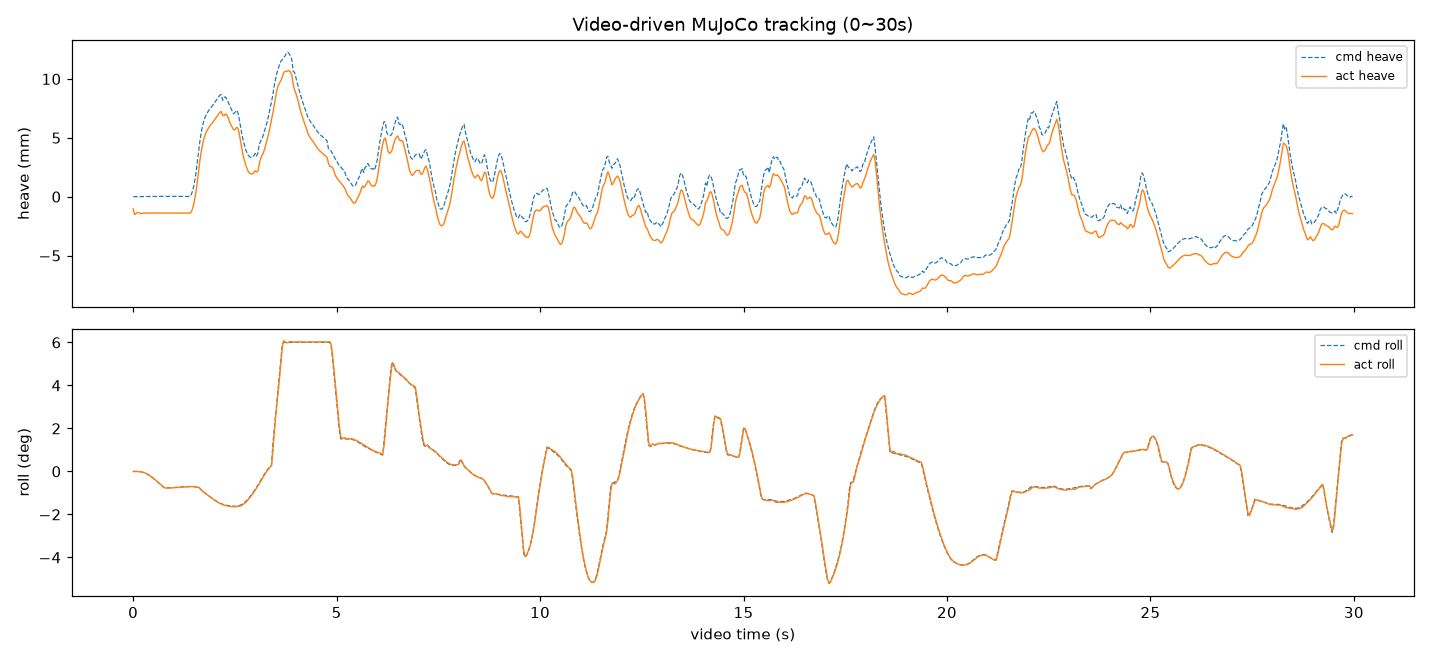 Video-driven MuJoCo tracking (0~30s)
heave (mm)
10
5
0
−5
cmd heave
act heave
roll (deg)
6
4
2
0
−2
−4
cmd roll
act roll
0 5 10 15 20 25 30
video time (s)